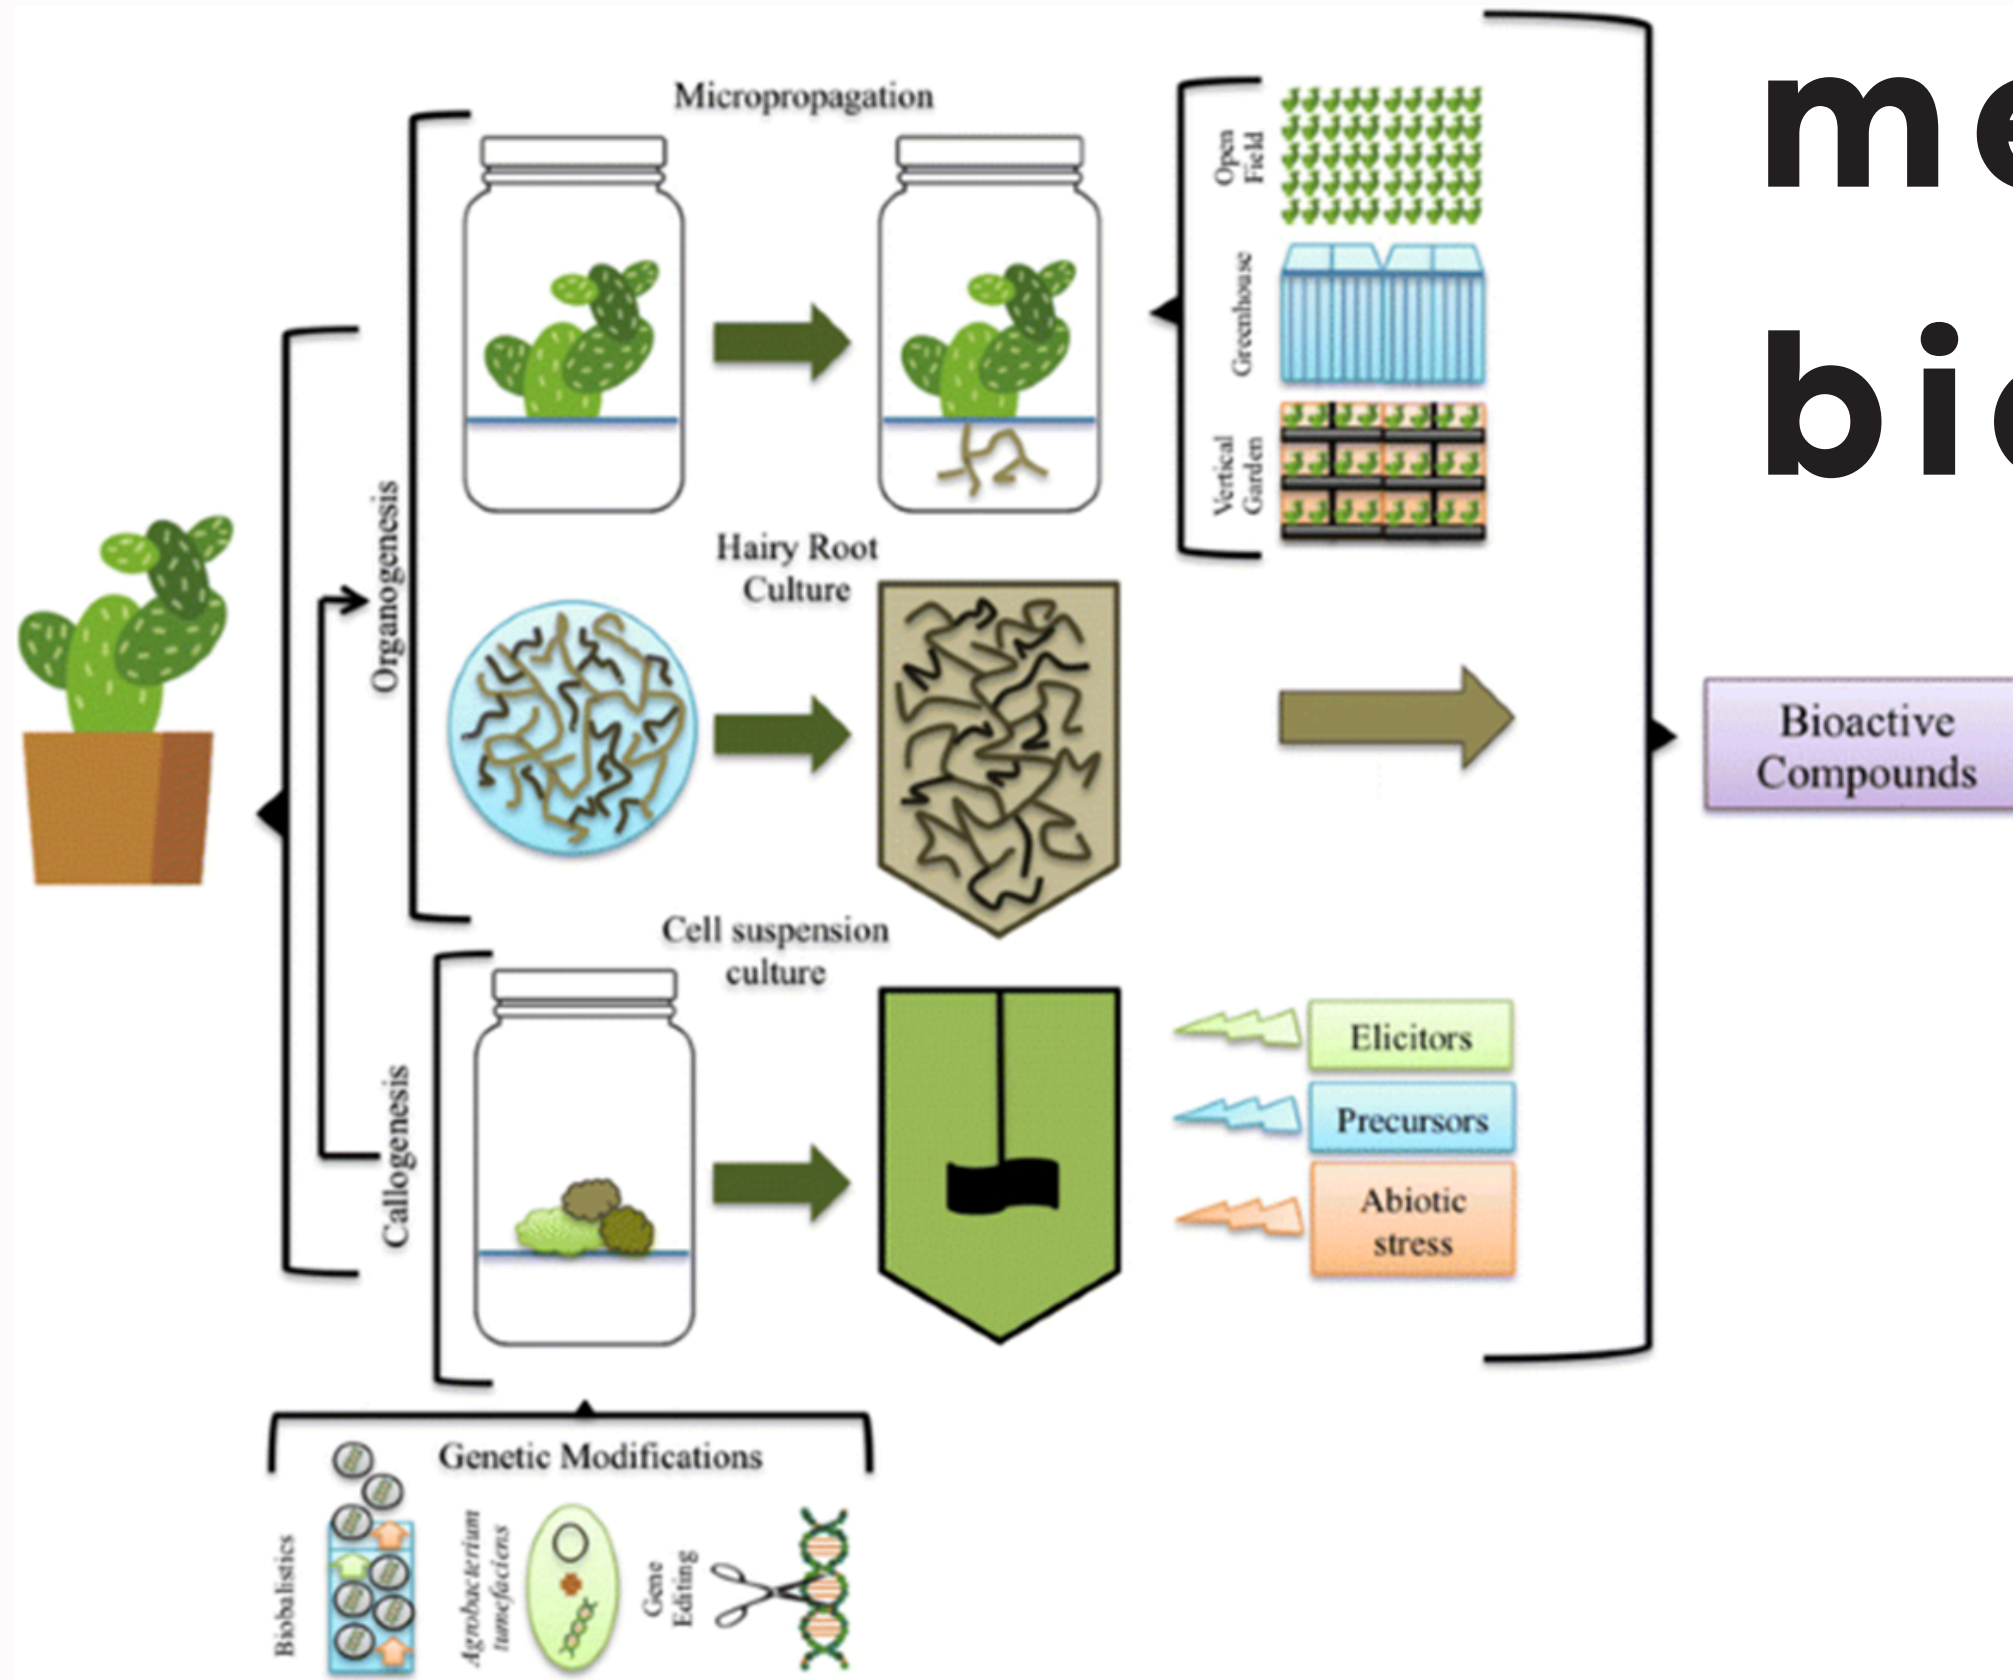 Micropropagation
Open
Field
Greenhouse
Vertical
Garden
Organogenesis
Hairy Root
Culture
Bioactive
Compounds
Cell suspension
culture
Callogenesis
Elicitors
Precursors
Abiotic
stress
Genetic Modifications
Biobalistics
Agrobacterium
tumefaciens
Gene
Editing
me
bio